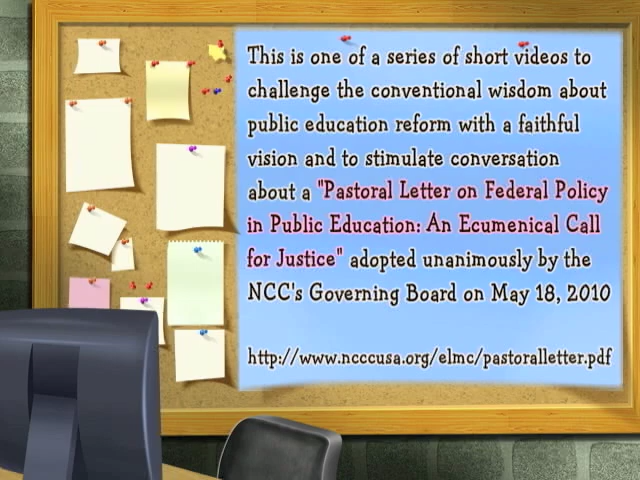 This is one of a series of short videos to
challenge the conventional wisdom about
public education reform with a faithful
vision and to stimulate conversation
about a "Pastoral Letter on Federal Policy
in Public Education: An Ecumenical Call
for Justice" adopted unanimously by the
NCC's Governing Board on May 18, 2010
http://www.ncccusa.org/elmc/pastoralletter.pdf